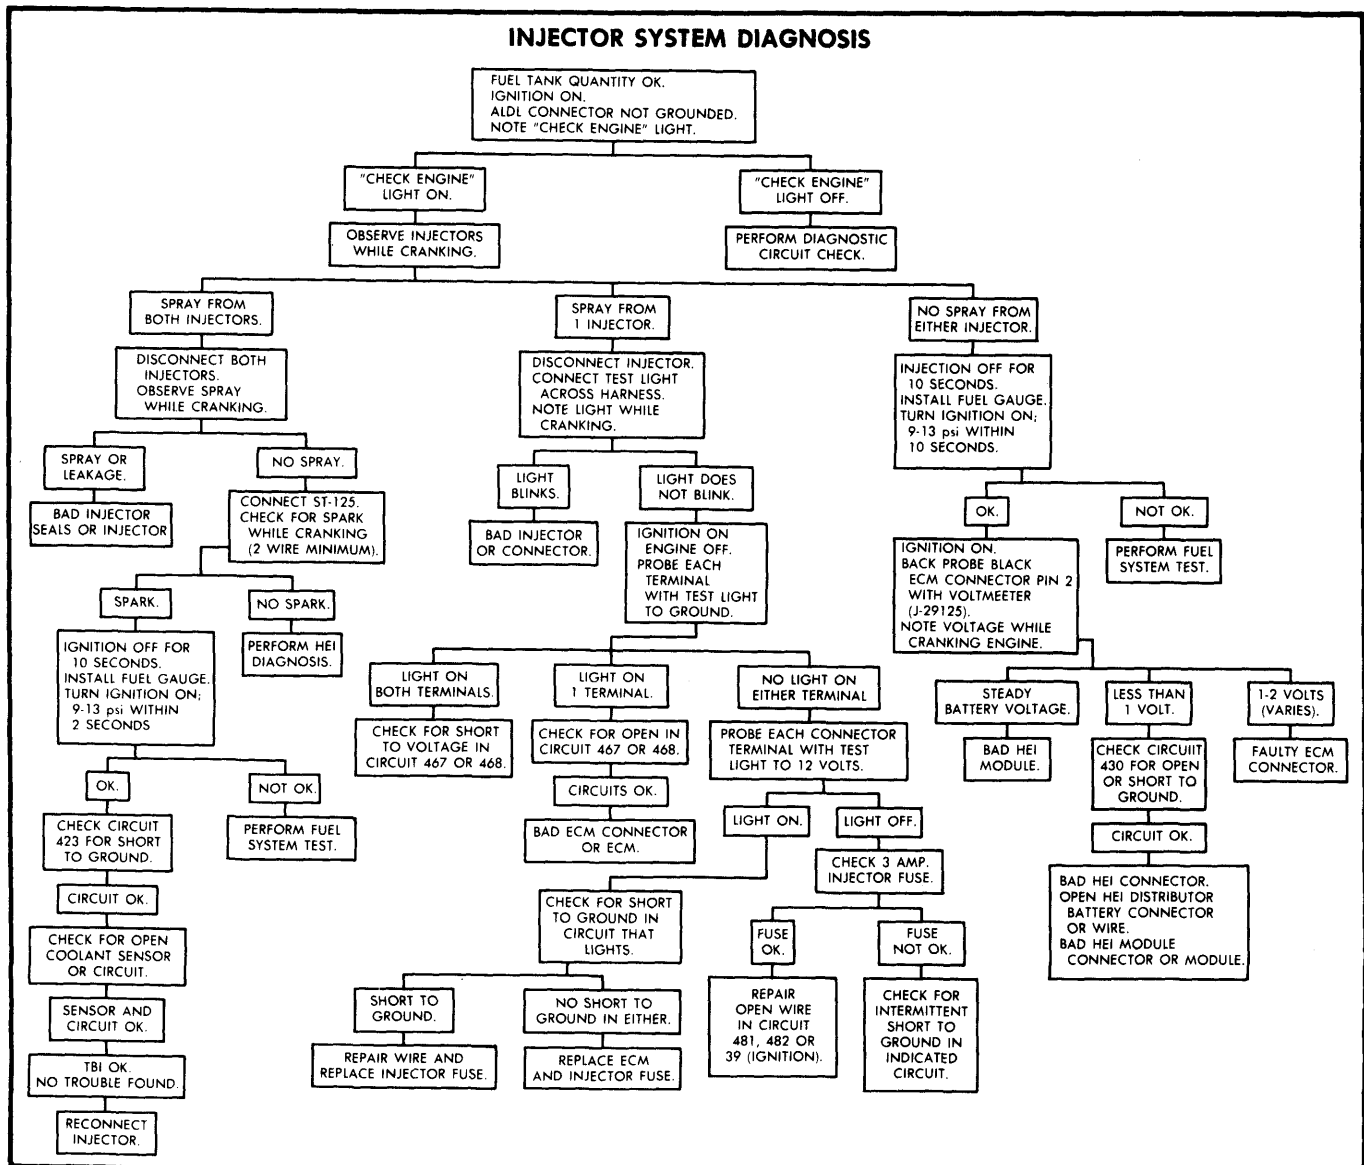 INJECTOR SYSTEM DIAGNOSIS
FUEL TANK QUANTITY OK.
IGNITION ON.
ALDL CONNECTOR NOT GROUNDED.
NOTE "CHECK ENGINE" LIGHT.
"CHECK ENGINE"
LIGHT ON.
"CHECK ENGINE"
LIGHT OFF.
OBSERVE INJECTORS
WHILE CRANKING.
PERFORM DIAGNOSTIC
CIRCUIT CHECK.
SPRAY FROM
BOTH INJECTORS.
SPRAY FROM
1 INJECTOR.
NO SPRAY FROM
EITHER INJECTOR.
DISCONNECT BOTH
INJECTORS.
OBSERVE SPRAY
WHILE CRANKING.
DISCONNECT INJECTOR.
CONNECT TEST LIGHT
ACROSS HARNESS.
NOTE LIGHT WHILE
CRANKING.
INJECTION OFF FOR
10 SECONDS.
INSTALL FUEL GAUGE.
TURN IGNITION ON;
9-13 psi WITHIN
10 SECONDS.
SPRAY OR
LEAKAGE.
NO SPRAY.
LIGHT
BLINKS.
LIGHT DOES
NOT BLINK.
OK.
NOT OK.
BAD INJECTOR
SEALS OR INJECTOR
CONNECT ST-125.
CHECK FOR SPARK
WHILE CRANKING
(2 WIRE MINIMUM).
BAD INJECTOR
OR CONNECTOR.
IGNITION ON
ENGINE OFF.
PROBE EACH
TERMINAL
WITH TEST LIGHT
TO GROUND.
IGNITION ON.
BACK PROBE BLACK
ECM CONNECTOR PIN 2
WITH VOLTMEETER
(J-29125).
NOTE VOLTAGE WHILE
CRANKING ENGINE.
PERFORM FUEL
SYSTEM TEST.
SPARK.
NO SPARK.
IGNITION OFF FOR
10 SECONDS.
INSTALL FUEL GAUGE.
TURN IGNITION ON;
9-13 psi WITHIN
2 SECONDS
PERFORM HEI
DIAGNOSIS.
LIGHT ON
BOTH TERMINALS.
LIGHT ON
1 TERMINAL.
NO LIGHT ON
EITHER TERMINAL
STEADY
BATTERY VOLTAGE.
LESS THAN
1 VOLT.
1-2 VOLTS
(VARIES).
CHECK FOR SHORT
TO VOLTAGE IN
CIRCUIT 467 OR 468.
CHECK FOR OPEN IN
CIRCUIT 467 OR 468.
PROBE EACH CONNECTOR
TERMINAL WITH TEST
LIGHT TO 12 VOLTS.
BAD HEI
MODULE.
CHECK CIRCUIIT
430 FOR OPEN
OR SHORT TO
GROUND.
FAULTY ECM
CONNECTOR.
OK.
NOT OK.
CIRCUITS OK.
LIGHT ON.
LIGHT OFF.
CHECK CIRCUIT
423 FOR SHORT
TO GROUND.
PERFORM FUEL
SYSTEM TEST.
BAD ECM CONNECTOR
OR ECM.
CHECK 3 AMP.
INJECTOR FUSE.
CIRCUIT OK.
CIRCUIT OK.
CHECK FOR SHORT
TO GROUND IN
CIRCUIT THAT
LIGHTS.
FUSE
OK.
FUSE
NOT OK.
BAD HEI CONNECTOR.
OPEN HEI DISTRIBUTOR
BATTERY CONNECTOR
OR WIRE.
BAD HEI MODULE
CONNECTOR OR MODULE.
CHECK FOR OPEN
COOLANT SENSOR
OR CIRCUIT.
SHORT TO
GROUND.
NO SHORT TO
GROUND IN EITHER.
REPAIR
OPEN WIRE
IN CIRCUIT
481, 482 OR
39 (IGNITION).
CHECK FOR
INTERMITTENT
SHORT TO
GROUND IN
INDICATED
CIRCUIT.
SENSOR AND
CIRCUIT OK.
REPAIR WIRE AND
REPLACE INJECTOR FUSE.
REPLACE ECM
AND INJECTOR FUSE.
TBI OK.
NO TROUBLE FOUND.
RECONNECT
INJECTOR.